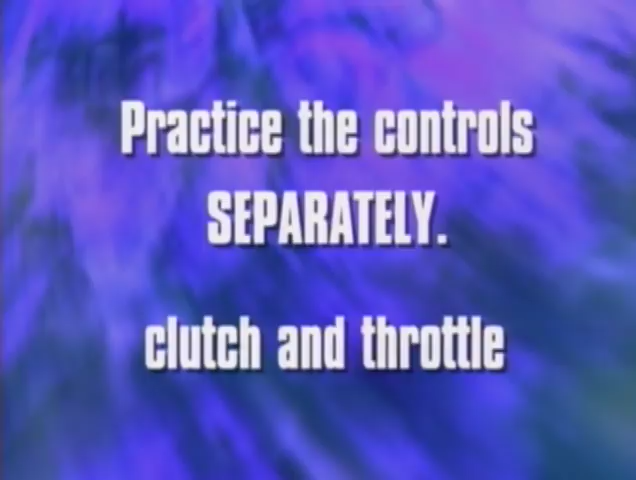 Practice the controls
SEPARATELY.
clutch and throttle